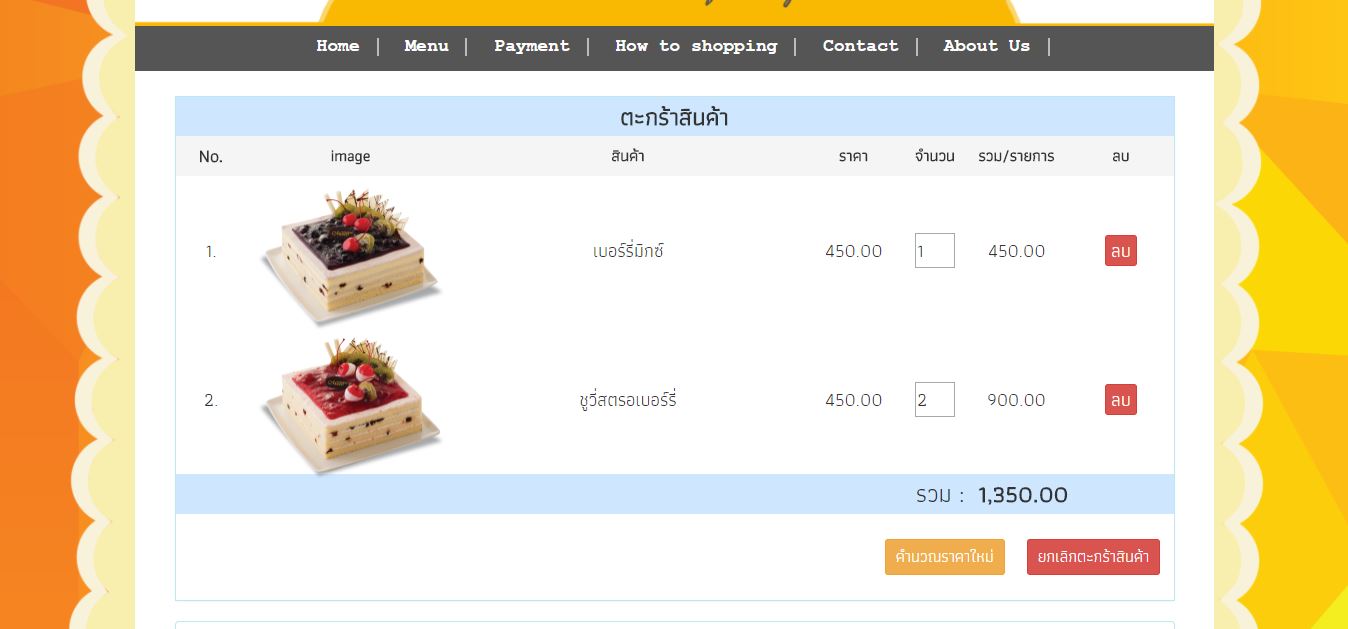 Home | Menu | Payment | How to shopping | Contact | About Us |
ตะกร้าสินค้า
No. image สินค้า ราคา จำนวน รวม/รายการ ลบ
1. เบอร์รี่มิกซ์ 450.00 1 450.00 ลบ
2. ชูวี่สตรอเบอร์รี่ 450.00 2 900.00 ลบ
รวม : 1,350.00
คำนวณราคาใหม่ ยกเลิกตะกร้าสินค้า